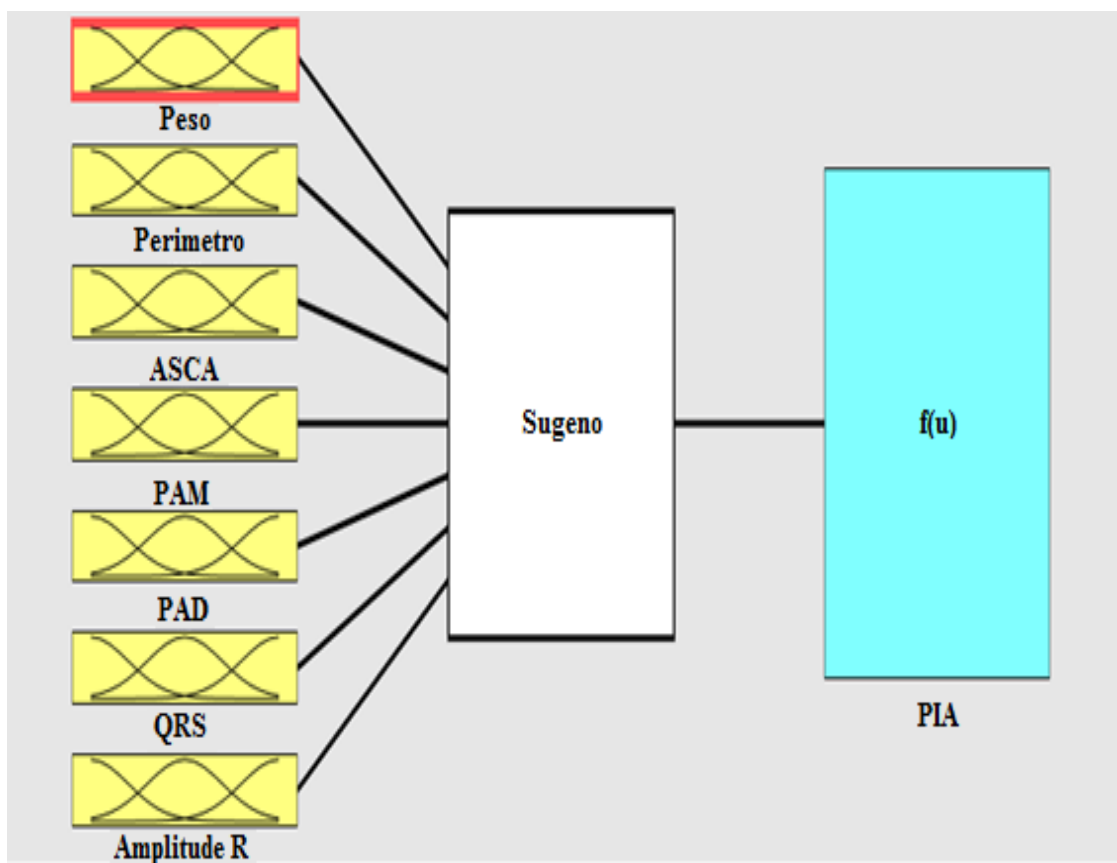 Peso
Perimetro
ASCA
PAM
PAD
QRS
Amplitude R
Sugeno
f(u)
PIA